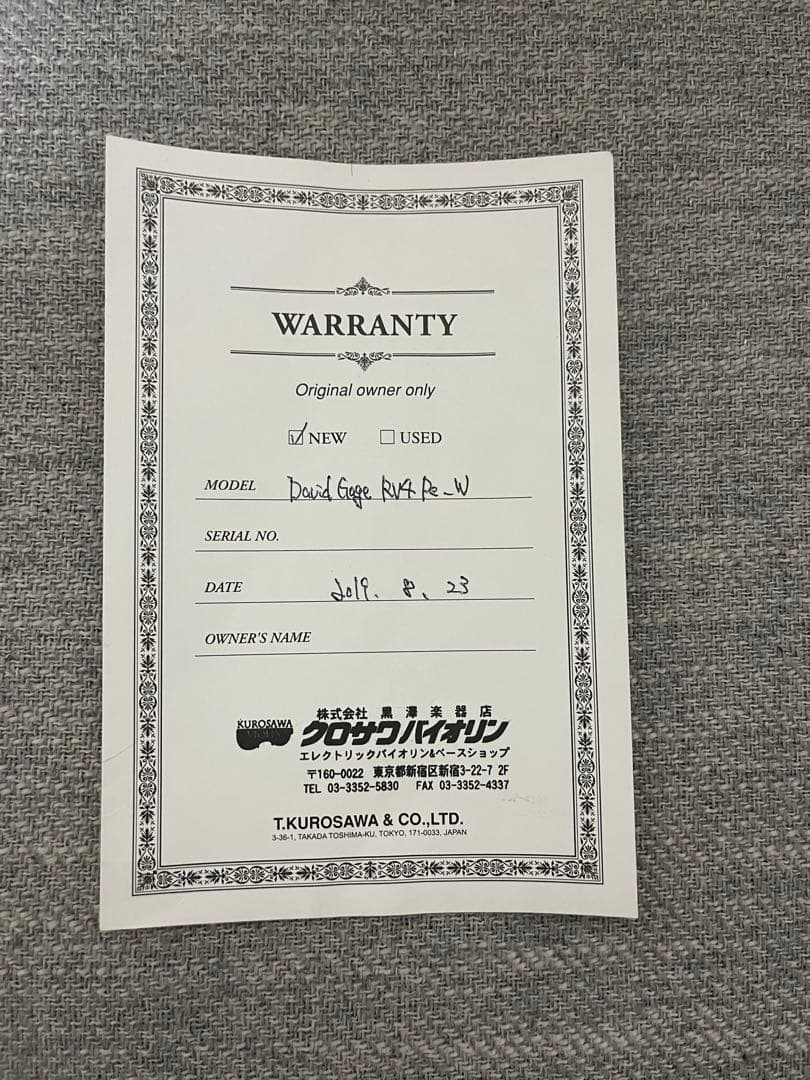 WARRANTY
Original owner only
NEW USED
MODEL David Gage RV4 Pe-W
SERIAL NO.
DATE 2019. 8. 23
OWNER'S NAME
株式会社 黒澤楽器店
KUROSAWA
VIOLIN
クロサワバイオリン
エレクトリックバイオリン&ベースショップ
〒160-0022 東京都新宿区新宿3-22-7 2F
TEL 03-3352-5830 FAX 03-3352-4337
T.KUROSAWA & CO.,LTD.
3-36-1, TAKADA TOSHIMA-KU, TOKYO, 171-0033, JAPAN